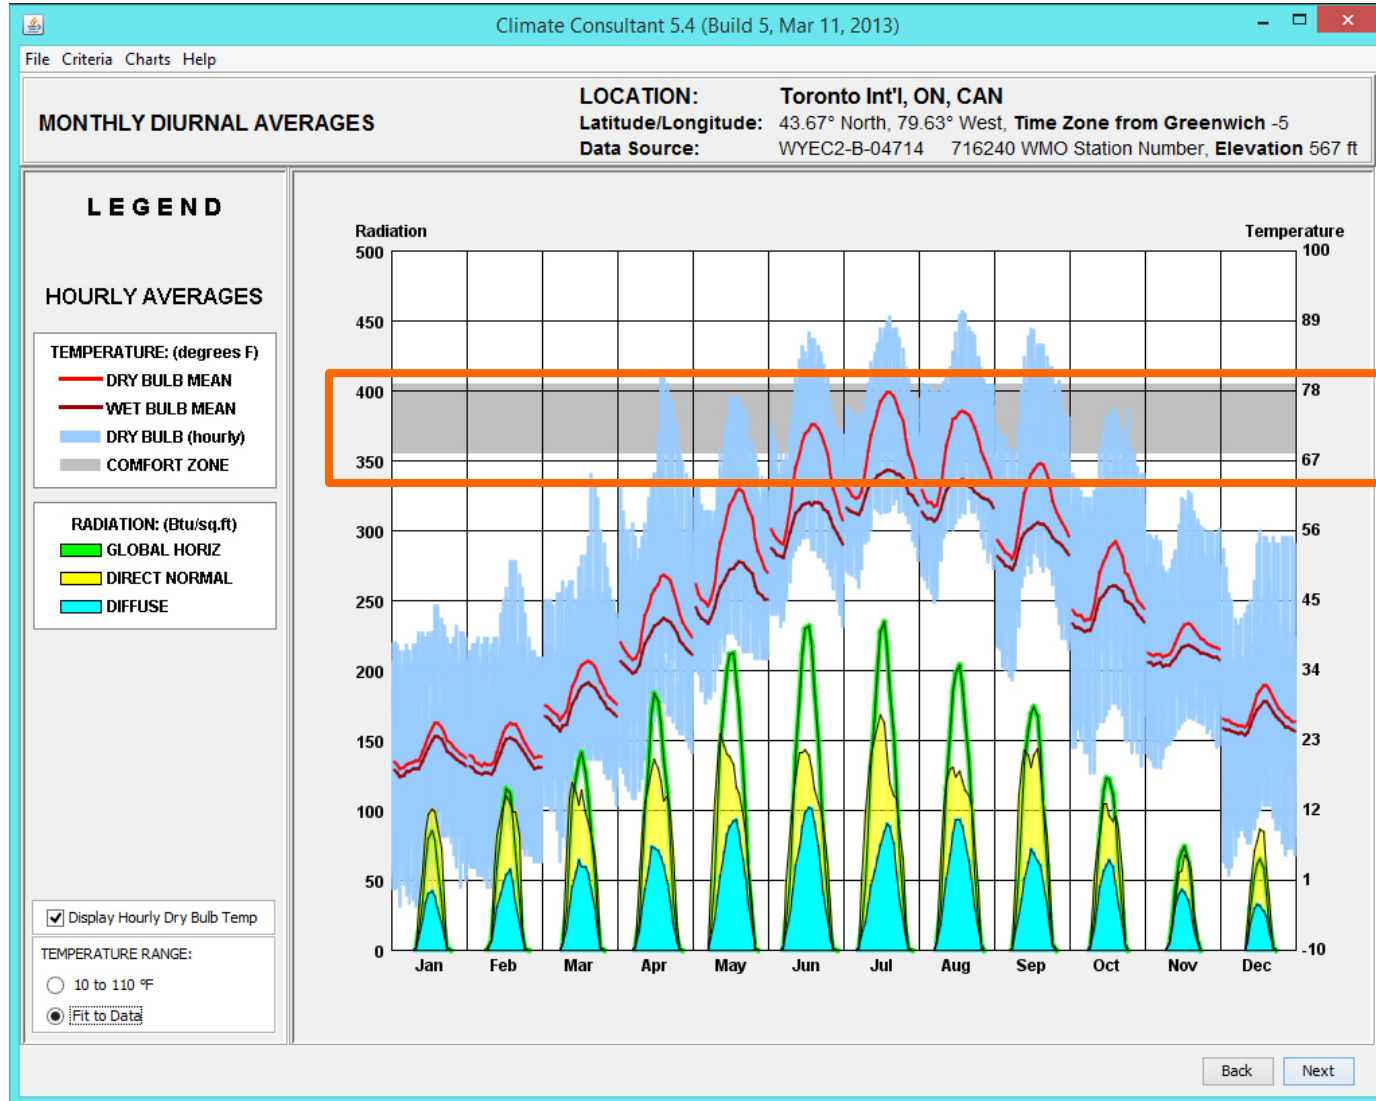 Climate Consultant 5.4 (Build 5, Mar 11, 2013)
File Criteria Charts Help
MONTHLY DIURNAL AVERAGES
LOCATION: Toronto Int'l, ON, CAN
Latitude/Longitude: 43.67° North, 79.63° West, Time Zone from Greenwich -5
Data Source: WYEC2-B-04714 716240 WMO Station Number, Elevation 567 ft
LEGEND
HOURLY AVERAGES
TEMPERATURE: (degrees F)
DRY BULB MEAN
WET BULB MEAN
DRY BULB (hourly)
COMFORT ZONE
RADIATION: (Btu/sq.ft)
GLOBAL HORIZ
DIRECT NORMAL
DIFFUSE
Display Hourly Dry Bulb Temp
TEMPERATURE RANGE:
10 to 110 °F
Fit to Data
Radiation
500
450
400
350
300
250
200
150
100
50
0
Temperature
100
89
78
67
56
45
34
23
12
1
-10
Jan Feb Mar Apr May Jun Jul Aug Sep Oct Nov Dec
Back Next